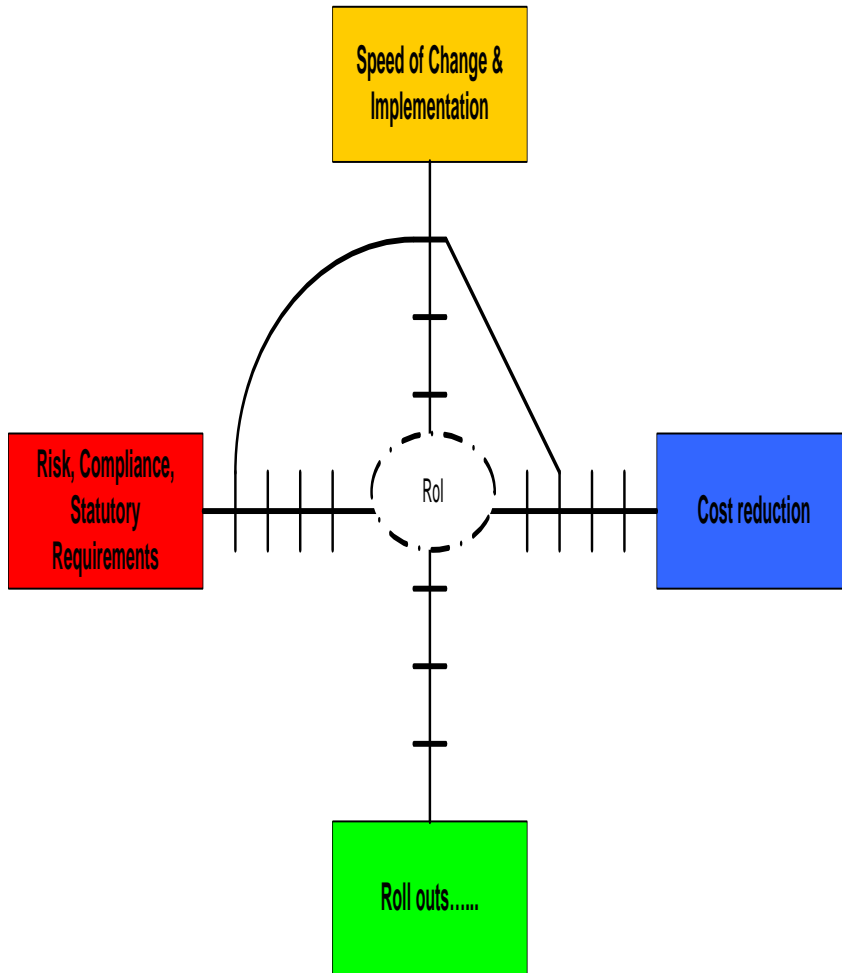 Speed of Change &
Implementation
Risk, Compliance,
Statutory
Requirements
RoI
Cost reduction
Roll outs......